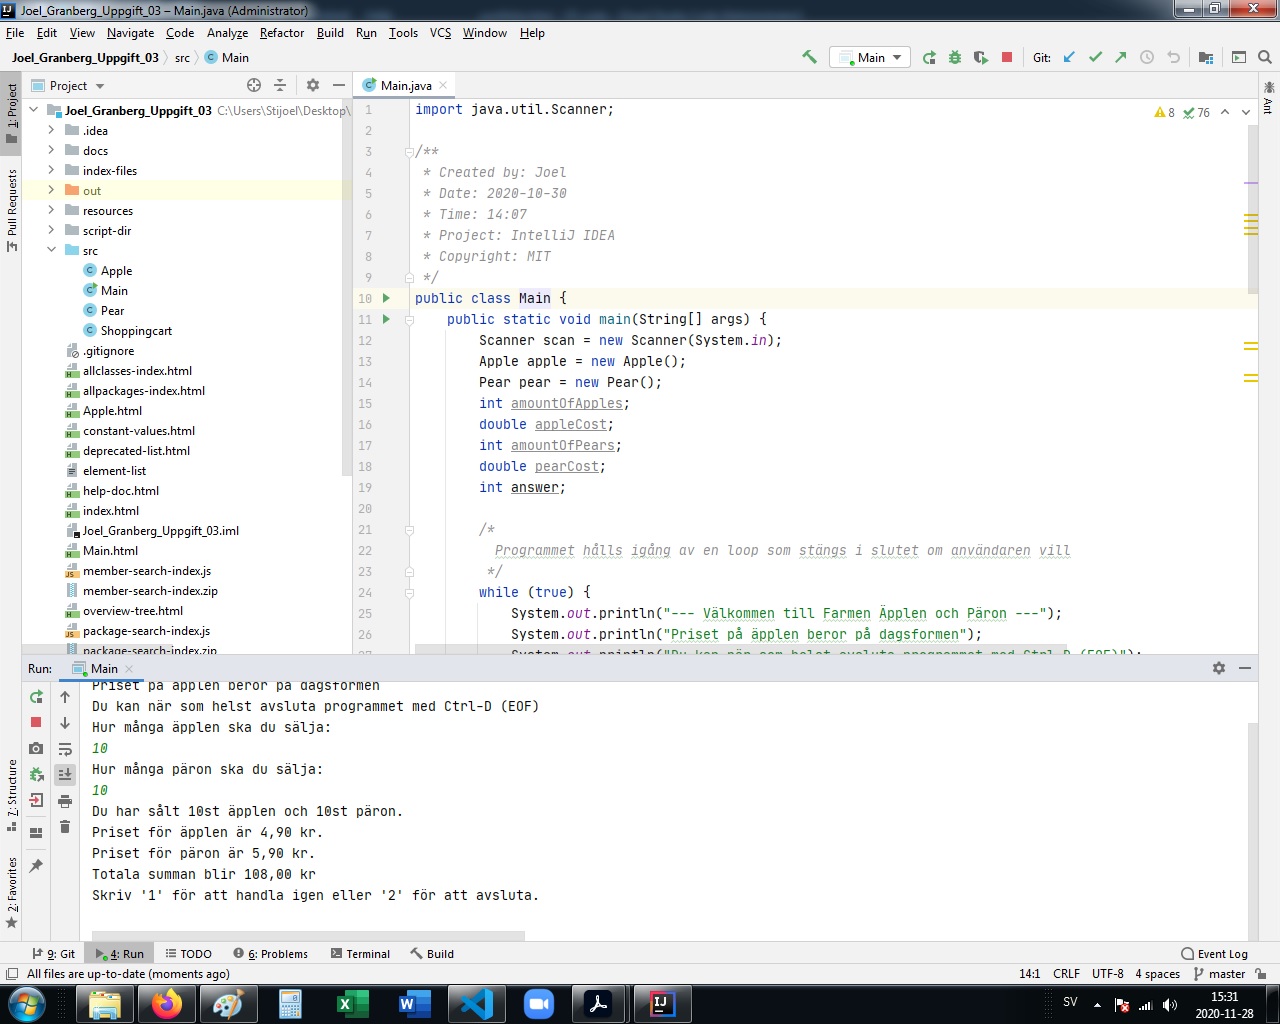 Joel_Granberg_Uppgift_03 – Main.java (Administrator)
File Edit View Navigate Code Analyze Refactor Build Run Tools VCS Window Help
Joel_Granberg_Uppgift_03 src Main
Main
Git:
1: Project
Pull Requests
7: Structure
2: Favorites
Project
Joel_Granberg_Uppgift_03 C:\Users\Stijoel\Desktop\
.idea
docs
index-files
out
resources
script-dir
src
Apple
Main
Pear
Shoppingcart
.gitignore
allclasses-index.html
allpackages-index.html
Apple.html
constant-values.html
deprecated-list.html
element-list
help-doc.html
index.html
Joel_Granberg_Uppgift_03.iml
Main.html
member-search-index.js
member-search-index.zip
overview-tree.html
package-search-index.js
package-search-index.zip
Main.java
8 76
Ant
1 import java.util.Scanner;
2
3 /**
4 * Created by: Joel
5 * Date: 2020-10-30
6 * Time: 14:07
7 * Project: IntelliJ IDEA
8 * Copyright: MIT
9 */
10 public class Main {
11 public static void main(String[] args) {
12 Scanner scan = new Scanner(System.in);
13 Apple apple = new Apple();
14 Pear pear = new Pear();
15 int amountOfApples;
16 double appleCost;
17 int amountOfPears;
18 double pearCost;
19 int answer;
20
21 /*
22 Programmet hålls igång av en loop som stängs i slutet om användaren vill
23 */
24 while (true) {
25 System.out.println("--- Välkommen till Farmen Äpplen och Päron ---");
26 System.out.println("Priset på äpplen beror på dagsformen");
27 System.out.println("Du kan när som helst avsluta programmet med Ctrl-D (EOF)");
Run: Main
Priset på äpplen beror på dagsformen
Du kan när som helst avsluta programmet med Ctrl-D (EOF)
Hur många äpplen ska du sälja:
10
Hur många päron ska du sälja:
10
Du har sålt 10st äpplen och 10st päron.
Priset för äpplen är 4,90 kr.
Priset för päron är 5,90 kr.
Totala summan blir 108,00 kr
Skriv '1' för att handla igen eller '2' för att avsluta.
9: Git 4: Run TODO 6: Problems Terminal Build Event Log
All files are up-to-date (moments ago) 14:1 CRLF UTF-8 4 spaces master
SV 15:31
2020-11-28